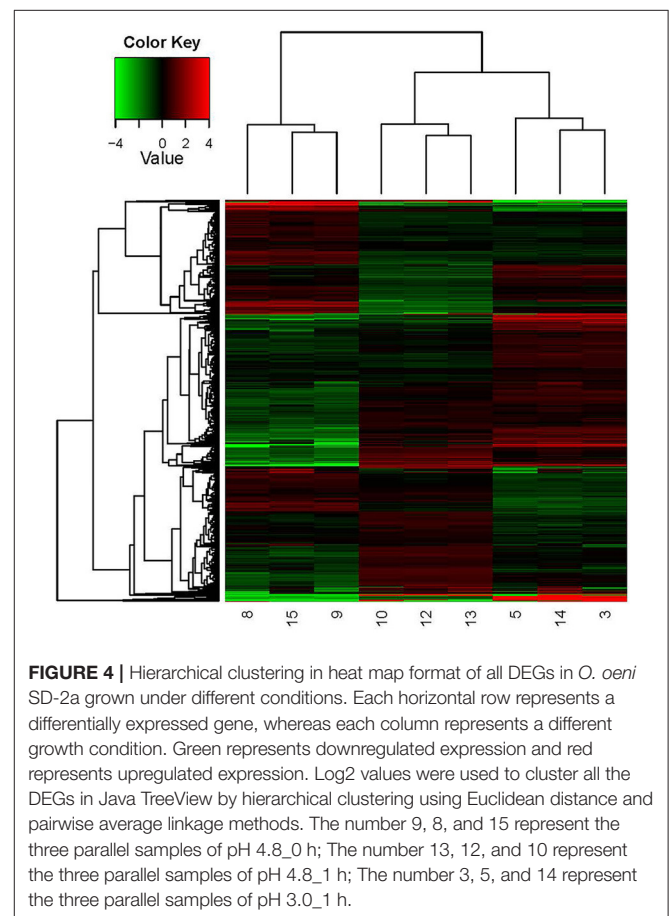 Color Key
−4 0 2 4
Value
8 15 9 10 12 13 5 14 3
FIGURE 4 | Hierarchical clustering in heat map format of all DEGs in O. oeni
SD-2a grown under different conditions. Each horizontal row represents a
differentially expressed gene, whereas each column represents a different
growth condition. Green represents downregulated expression and red
represents upregulated expression. Log2 values were used to cluster all the
DEGs in Java TreeView by hierarchical clustering using Euclidean distance and
pairwise average linkage methods. The number 9, 8, and 15 represent the
three parallel samples of pH 4.8_0 h; The number 13, 12, and 10 represent
the three parallel samples of pH 4.8_1 h; The number 3, 5, and 14 represent
the three parallel samples of pH 3.0_1 h.